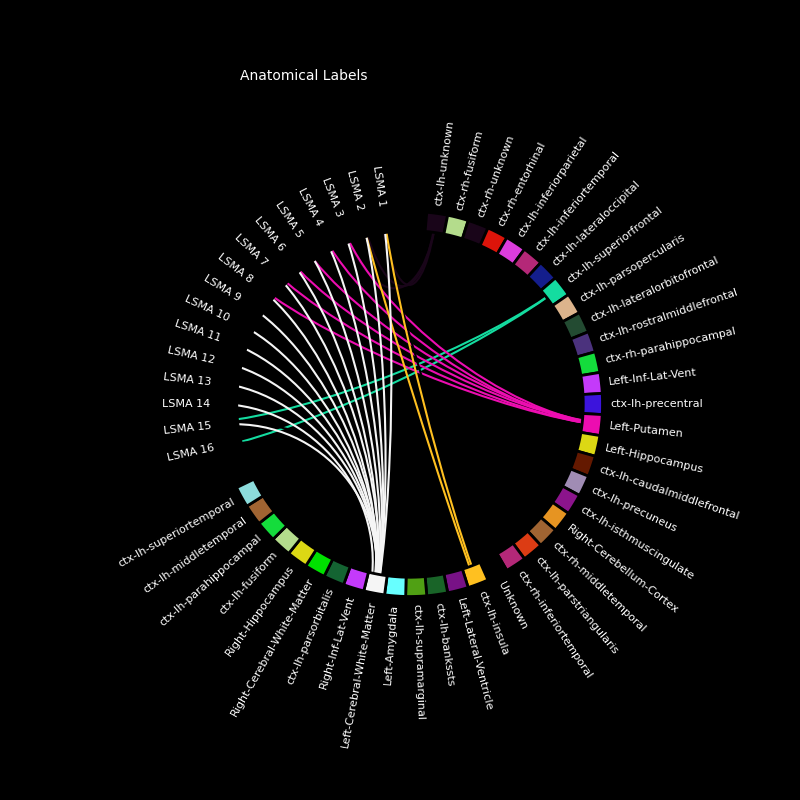 Anatomical Labels
LSMA 1
LSMA 2
LSMA 3
LSMA 4
LSMA 5
LSMA 6
LSMA 7
LSMA 8
LSMA 9
LSMA 10
LSMA 11
LSMA 12
LSMA 13
LSMA 14
LSMA 15
LSMA 16
ctx-lh-superiortemporal
ctx-lh-middletemporal
ctx-lh-parahippocampal
ctx-lh-fusiform
Right-Hippocampus
Right-Cerebral-White-Matter
ctx-lh-parsorbitalis
Right-Inf-Lat-Vent
Left-Cerebral-White-Matter
Left-Amygdala
ctx-lh-supramarginal
ctx-lh-bankssts
Left-Lateral-Ventricle
ctx-lh-insula
Unknown
ctx-rh-inferiortemporal
ctx-lh-parstriangularis
ctx-rh-middletemporal
Right-Cerebellum-Cortex
ctx-lh-isthmuscingulate
ctx-lh-precuneus
ctx-lh-caudalmiddlefrontal
Left-Hippocampus
Left-Putamen
ctx-lh-precentral
Left-Inf-Lat-Vent
ctx-rh-parahippocampal
ctx-lh-rostralmiddlefrontal
ctx-lh-lateralorbitofrontal
ctx-lh-parsopercularis
ctx-lh-superiorfrontal
ctx-lh-lateraloccipital
ctx-lh-inferiortemporal
ctx-lh-inferiorparietal
ctx-rh-entorhinal
ctx-rh-unknown
ctx-rh-fusiform
ctx-lh-unknown